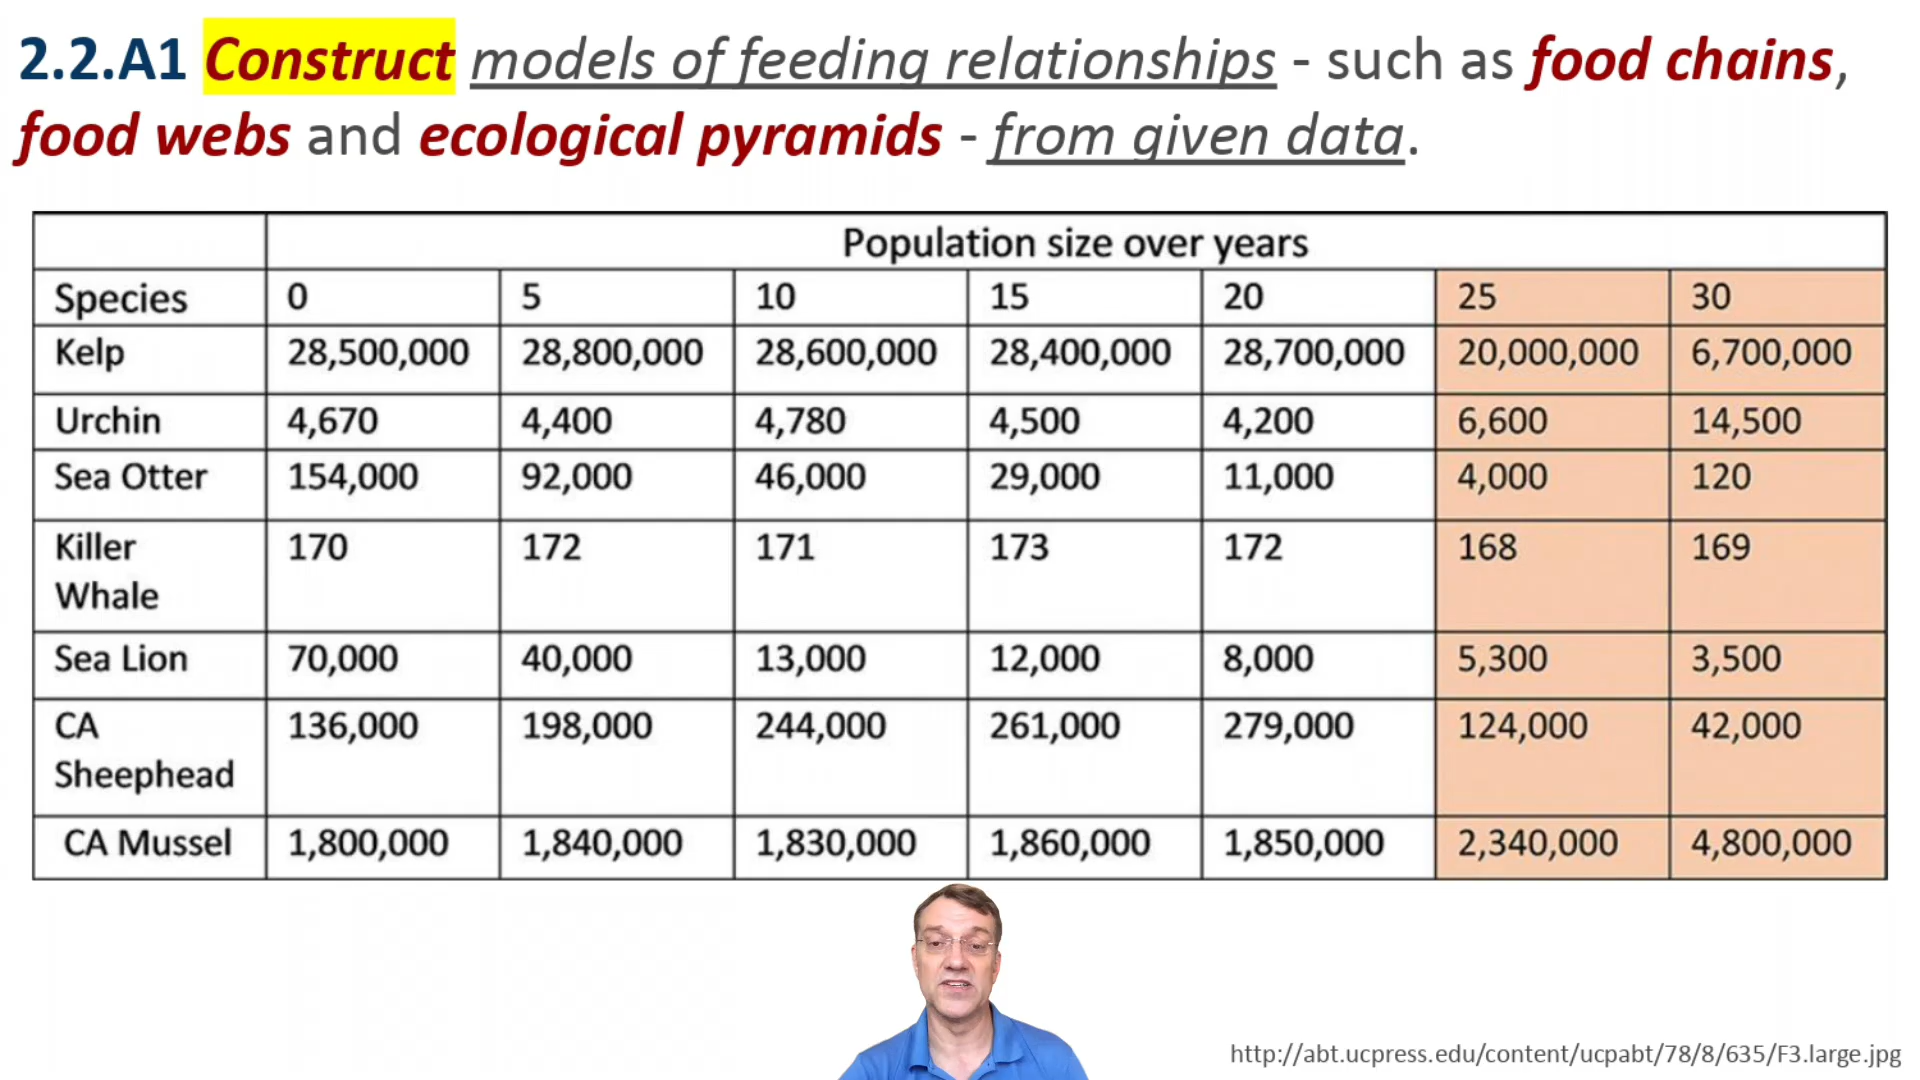 2.2.A1 Construct models of feeding relationships - such as food chains,
food webs and ecological pyramids - from given data.
Population size over years
Species 0 5 10 15 20 25 30
Kelp 28,500,000 28,800,000 28,600,000 28,400,000 28,700,000 20,000,000 6,700,000
Urchin 4,670 4,400 4,780 4,500 4,200 6,600 14,500
Sea Otter 154,000 92,000 46,000 29,000 11,000 4,000 120
Killer 170 172 171 173 172 168 169
Whale
Sea Lion 70,000 40,000 13,000 12,000 8,000 5,300 3,500
CA 136,000 198,000 244,000 261,000 279,000 124,000 42,000
Sheephead
CA Mussel 1,800,000 1,840,000 1,830,000 1,860,000 1,850,000 2,340,000 4,800,000
http://abt.ucpress.edu/content/ucpabt/78/8/635/F3.large.jpg